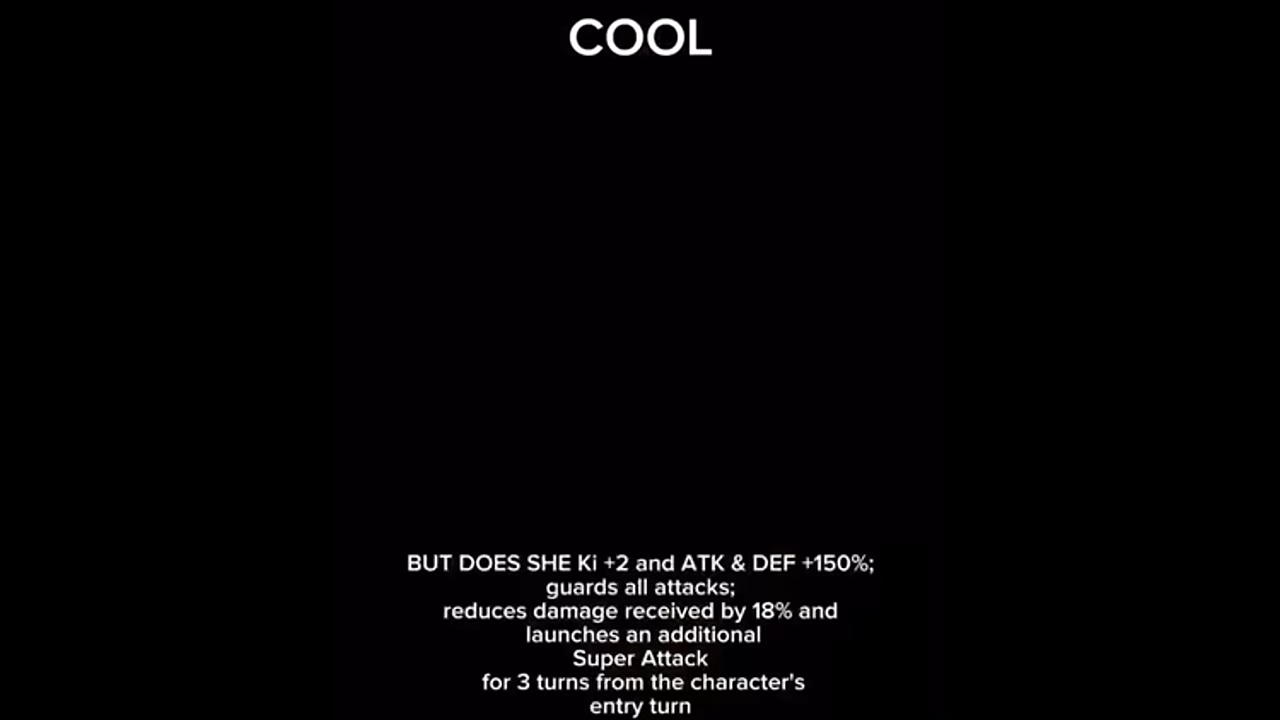 COOL
BUT DOES SHE Ki +2 and ATK & DEF +150%;
guards all attacks;
reduces damage received by 18% and
launches an additional
Super Attack
for 3 turns from the character's
entry turn